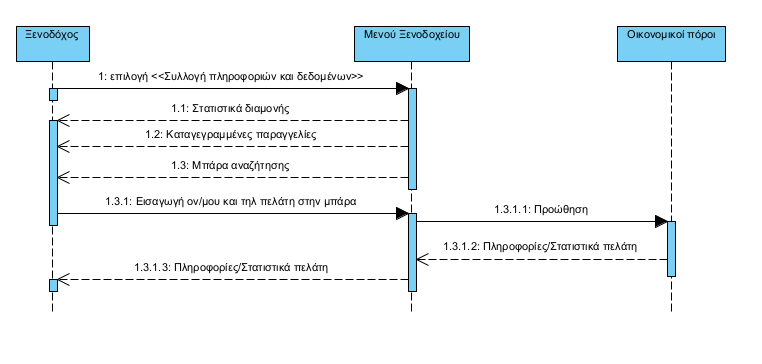 Ξενοδόχος
Μενού Ξενοδοχείου
Οικονομικοί πόροι
1: επιλογή <<Συλλογή πληροφοριών και δεδομένων>>
1.1: Στατιστικά διαμονής
1.2: Καταγεγραμμένες παραγγελίες
1.3: Μπάρα αναζήτησης
1.3.1: Εισαγωγή ον/μου και τηλ πελάτη στην μπάρα
1.3.1.1: Προώθηση
1.3.1.2: Πληροφορίες/Στατιστικά πελάτη
1.3.1.3: Πληροφορίες/Στατιστικά πελάτη